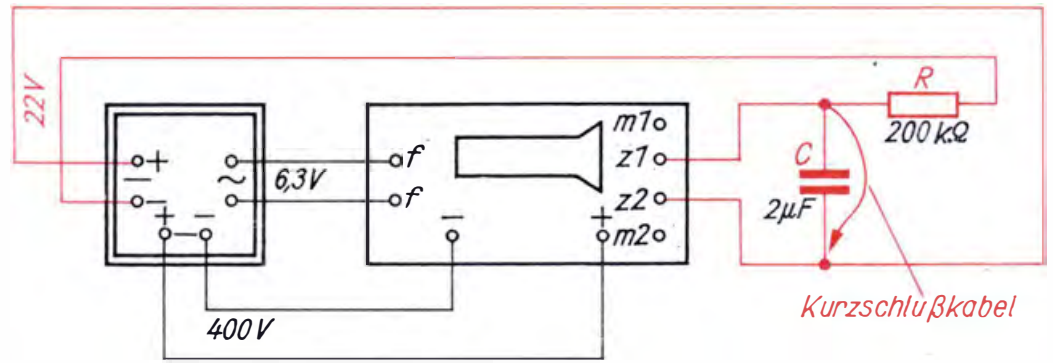 22V
R
200 kΩ
m1
f
z1
C
6,3V
f
z2
2µF
m2
+
−
∼
−
+
−
−
+
400V
Kurzschlußkabel